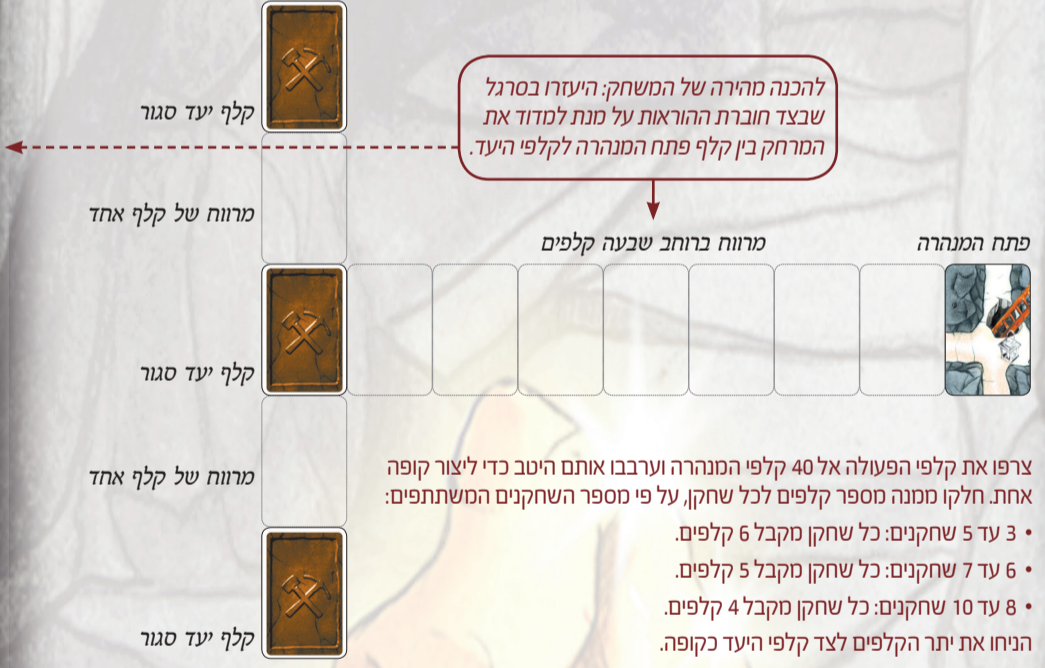 קלף יעד סגור
להכנה מהירה של המשחק: היעזרו בסרגל
שבצד חוברת ההוראות על מנת למדוד את
המרחק בין קלף פתח המנהרה לקלפי היעד.
מרווח של קלף אחד
פתח המנהרה
מרווח ברוחב שבעה קלפים
קלף יעד סגור
מרווח של קלף אחד
צרפו את קלפי הפעולה אל 40 קלפי המנהרה וערבבו אותם היטב כדי ליצור קופה
אחת. חלקו ממנה מספר קלפים לכל שחקן, על פי מספר השחקנים המשתתפים:
• 3 עד 5 שחקנים: כל שחקן מקבל 6 קלפים.
• 6 עד 7 שחקנים: כל שחקן מקבל 5 קלפים.
• 8 עד 10 שחקנים: כל שחקן מקבל 4 קלפים.
הניחו את יתר הקלפים לצד קלפי היעד כקופה.
קלף יעד סגור